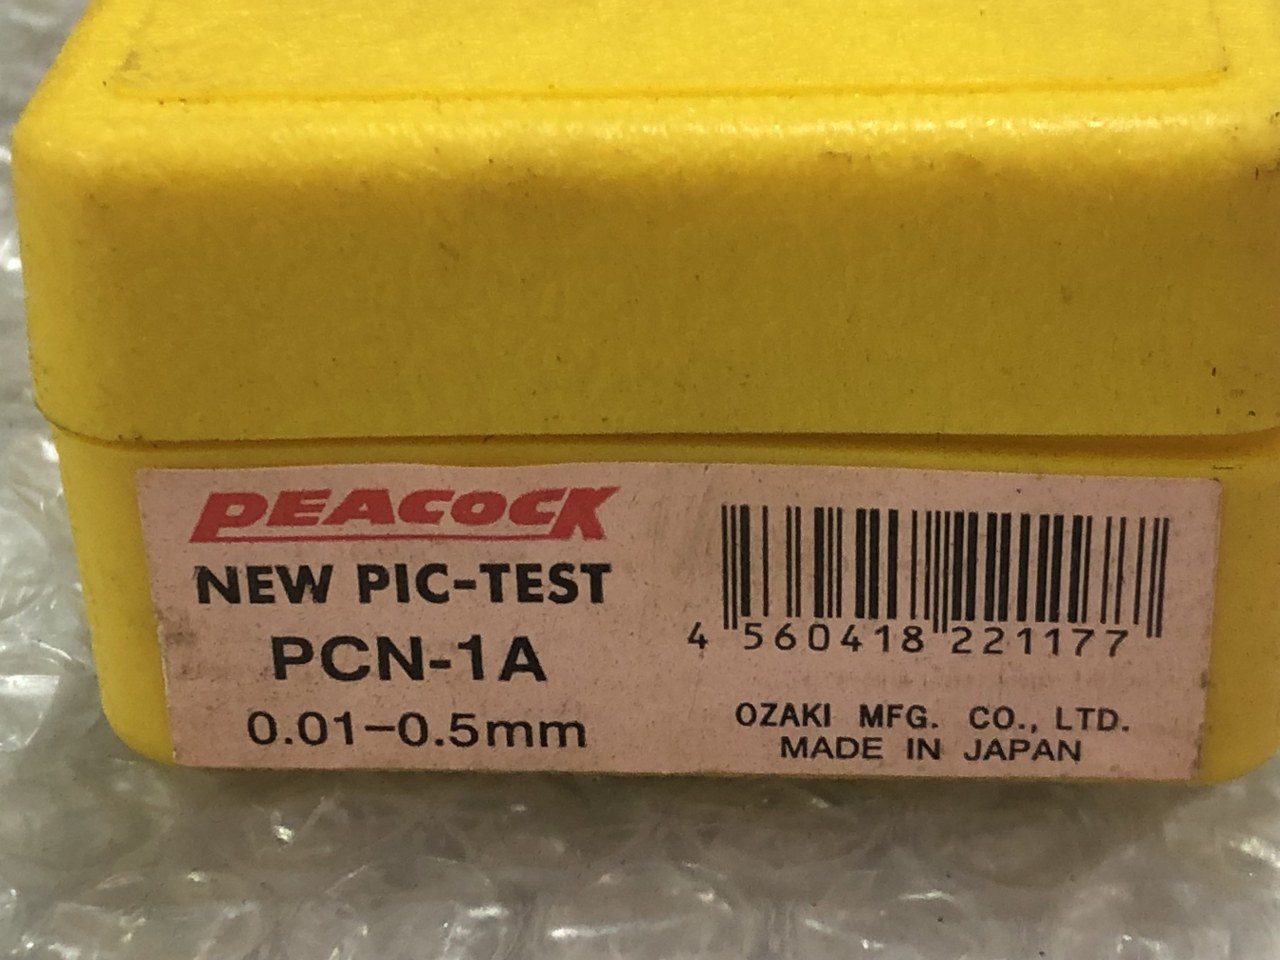 PEACOCK
NEW PIC-TEST
PCN-1A
0.01-0.5mm
4 560418 221177
OZAKI MFG. CO., LTD.
MADE IN JAPAN